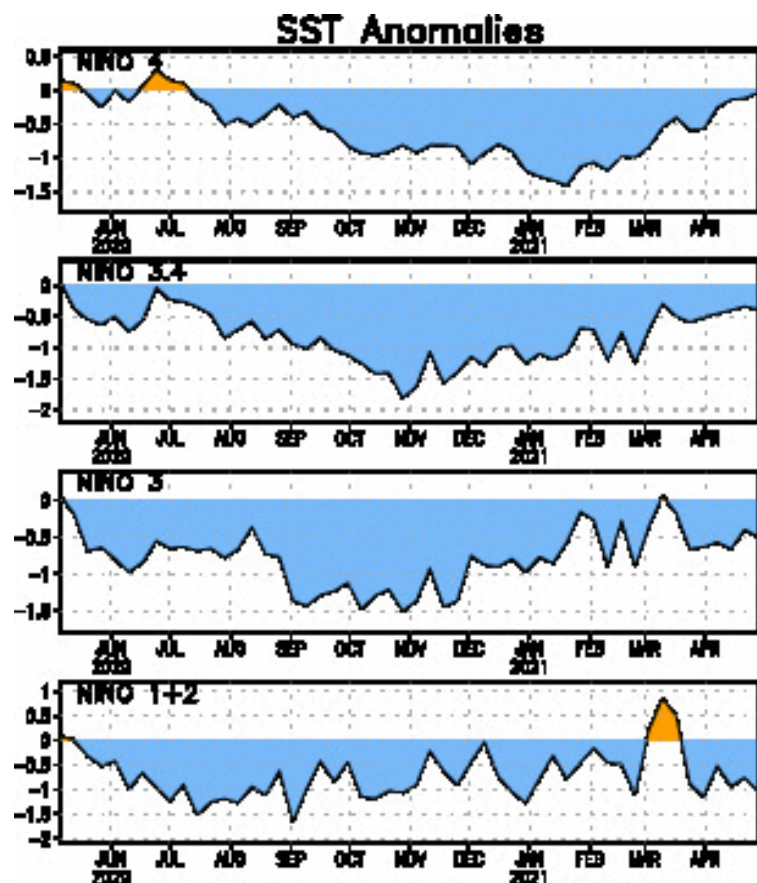 SST Anomalies
NINO 4
0.5
0
-0.5
-1
-1.5
JUN JUL AUG SEP OCT NOV DEC JAN FEB MAR APR
2020 2021
NINO 3.4
0
-0.5
-1
-1.5
-2
JUN JUL AUG SEP OCT NOV DEC JAN FEB MAR APR
2020 2021
NINO 3
0
-0.5
-1
-1.5
JUN JUL AUG SEP OCT NOV DEC JAN FEB MAR APR
2020 2021
NINO 1+2
1
0.5
0
-0.5
-1
-1.5
-2
JUN JUL AUG SEP OCT NOV DEC JAN FEB MAR APR
2020 2021